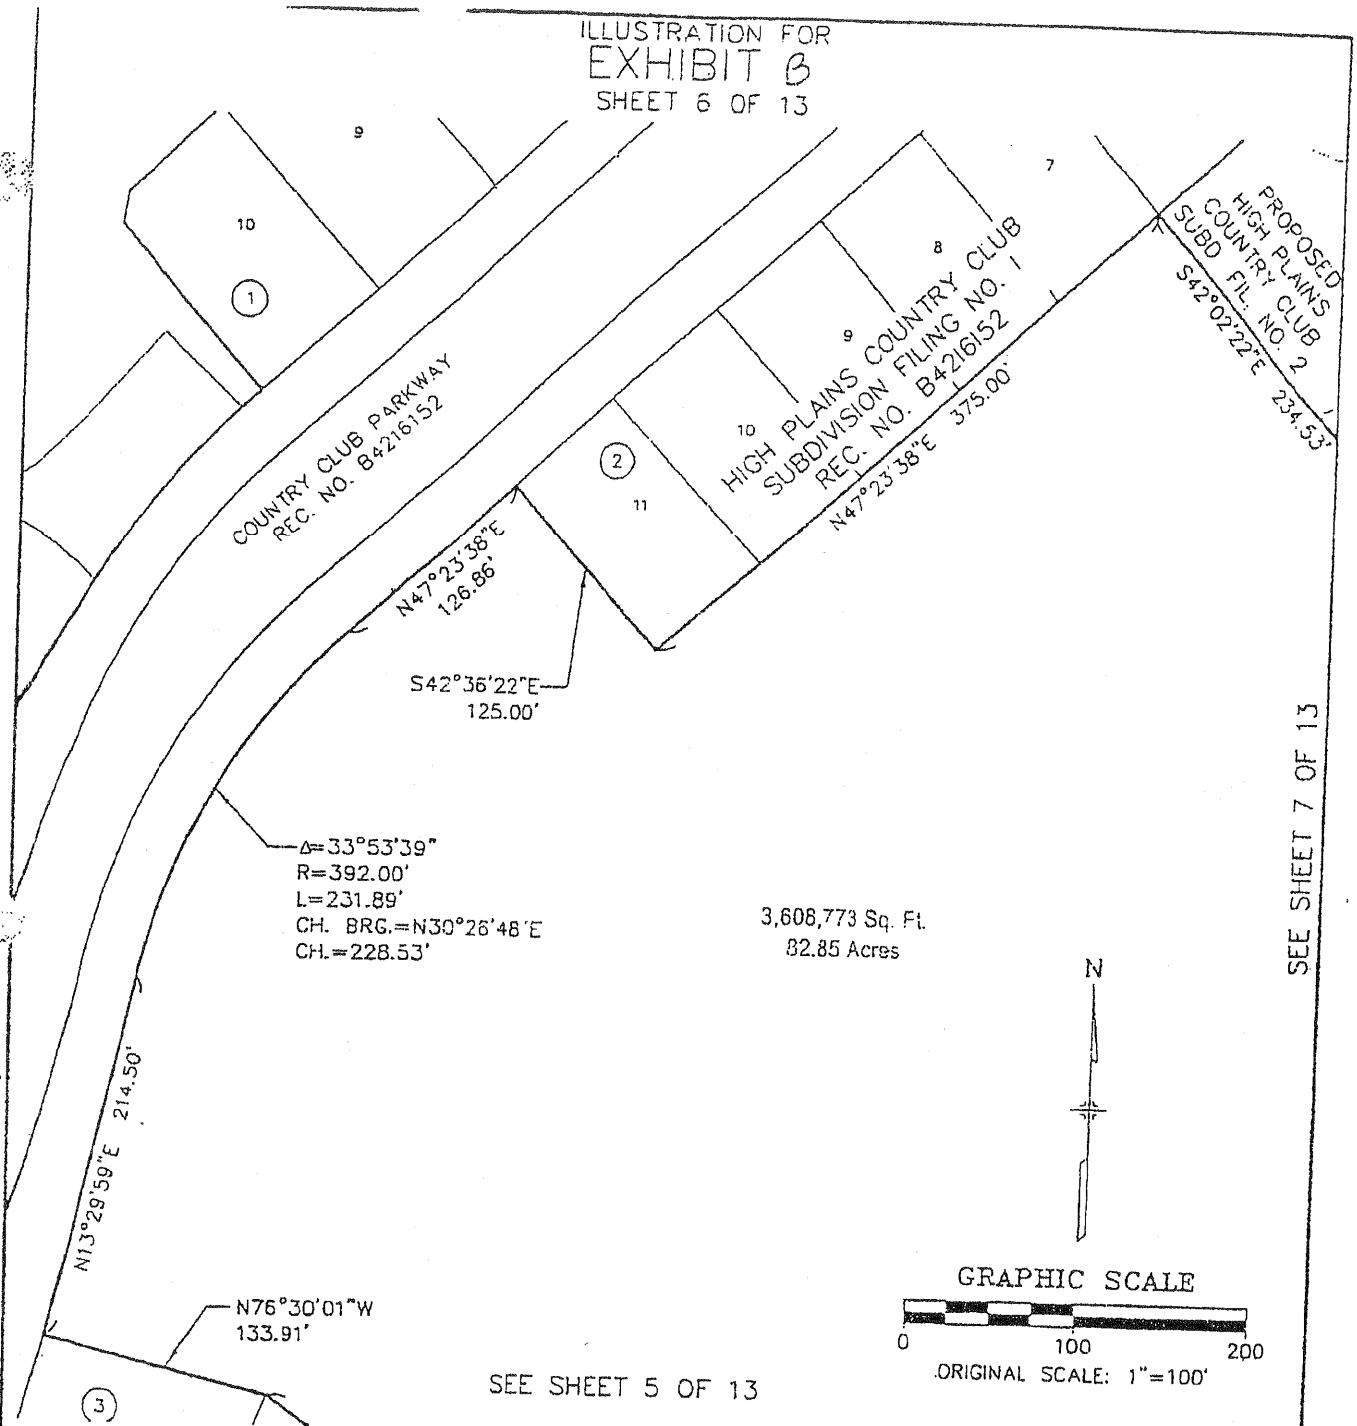 ILLUSTRATION FOR
EXHIBIT B
SHEET 6 OF 13
9
10
1
7
8
9
10
2
11
PROPOSED
HIGH PLAINS
COUNTRY CLUB
SUBD FIL. NO. 2
S42°02'22"E 234.53'
HIGH PLAINS COUNTRY CLUB
SUBDIVISION FILING NO. 1
REC. NO. B4216152
N47°23'38"E 375.00'
COUNTRY CLUB PARKWAY
REC. NO. B4216152
N47°23'38"E
126.86'
S42°36'22"E
125.00'
Δ=33°53'39"
R=392.00'
L=231.89'
CH. BRG.=N30°26'48"E
CH.=228.53'
3,608,773 Sq. Ft.
82.85 Acres
SEE SHEET 7 OF 13
N
N13°29'59"E 214.50'
N76°30'01"W
133.91'
3
SEE SHEET 5 OF 13
GRAPHIC SCALE
0 100 200
ORIGINAL SCALE: 1"=100'